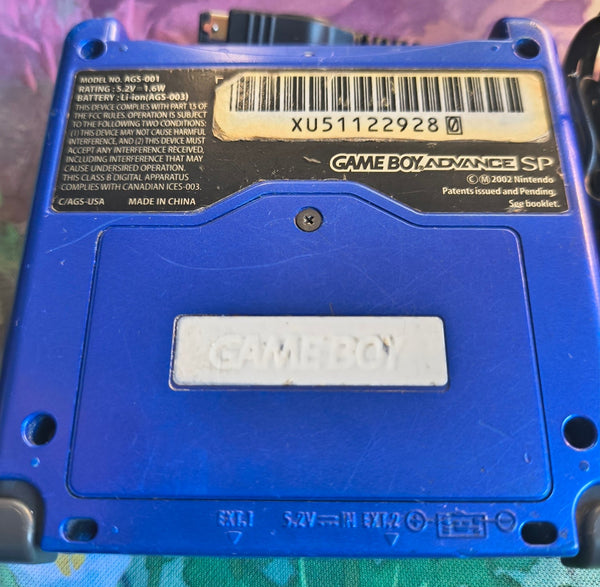 MODEL NO. AGS-001
RATING : 5.2V⎓1.6W
BATTERY : Li-ion(AGS-003)
THIS DEVICE COMPLIES WITH PART 15 OF
THE FCC RULES. OPERATION IS SUBJECT
TO THE FOLLOWING TWO CONDITIONS:
(1) THIS DEVICE MAY NOT CAUSE HARMFUL
INTERFERENCE, AND (2) THIS DEVICE MUST
ACCEPT ANY INTERFERENCE RECEIVED,
INCLUDING INTERFERENCE THAT MAY
CAUSE UNDERSIRED OPERATION.
THIS CLASS B DIGITAL APPARATUS
COMPLIES WITH CANADIAN ICES-003.
C/AGS-USA MADE IN CHINA
XU51122928 0
GAME BOY ADVANCE SP
©Ⓜ2002 Nintendo
Patents issued and Pending.
See booklet.
GAME BOY
EXT.1 5.2V⎓IN EXT.2